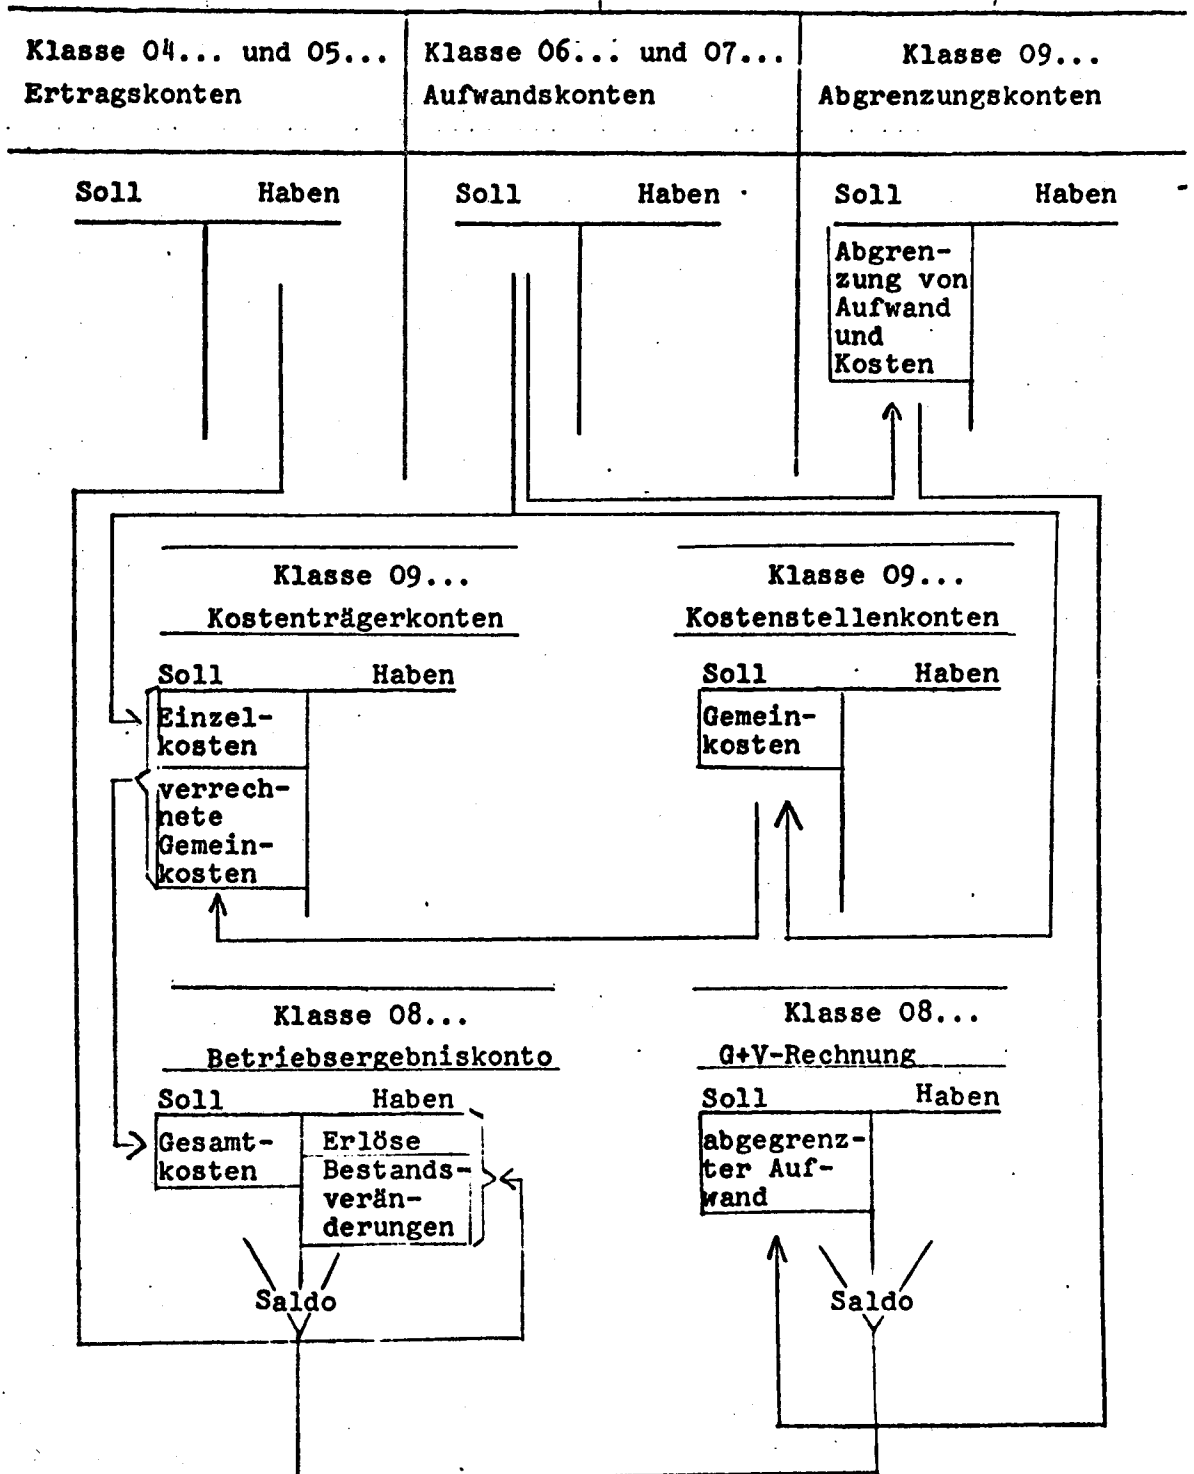 Klasse 04... und 05...
Ertragskonten
Klasse 06... und 07...
Aufwandskonten
Klasse 09...
Abgrenzungskonten
Soll Haben
Soll Haben
Soll Haben
Abgren-
zung von
Aufwand
und
Kosten
Klasse 09...
Kostenträgerkonten
Soll Haben
Einzel-
kosten
verrech-
nete
Gemein-
kosten
Klasse 09...
Kostenstellenkonten
Soll Haben
Gemein-
kosten
Klasse 08...
Betriebsergebniskonto
Soll Haben
Gesamt-
kosten
Erlöse
Bestands-
verän-
derungen
Saldo
Klasse 08...
G+V-Rechnung
Soll Haben
abgegrenz-
ter Auf-
wand
Saldo